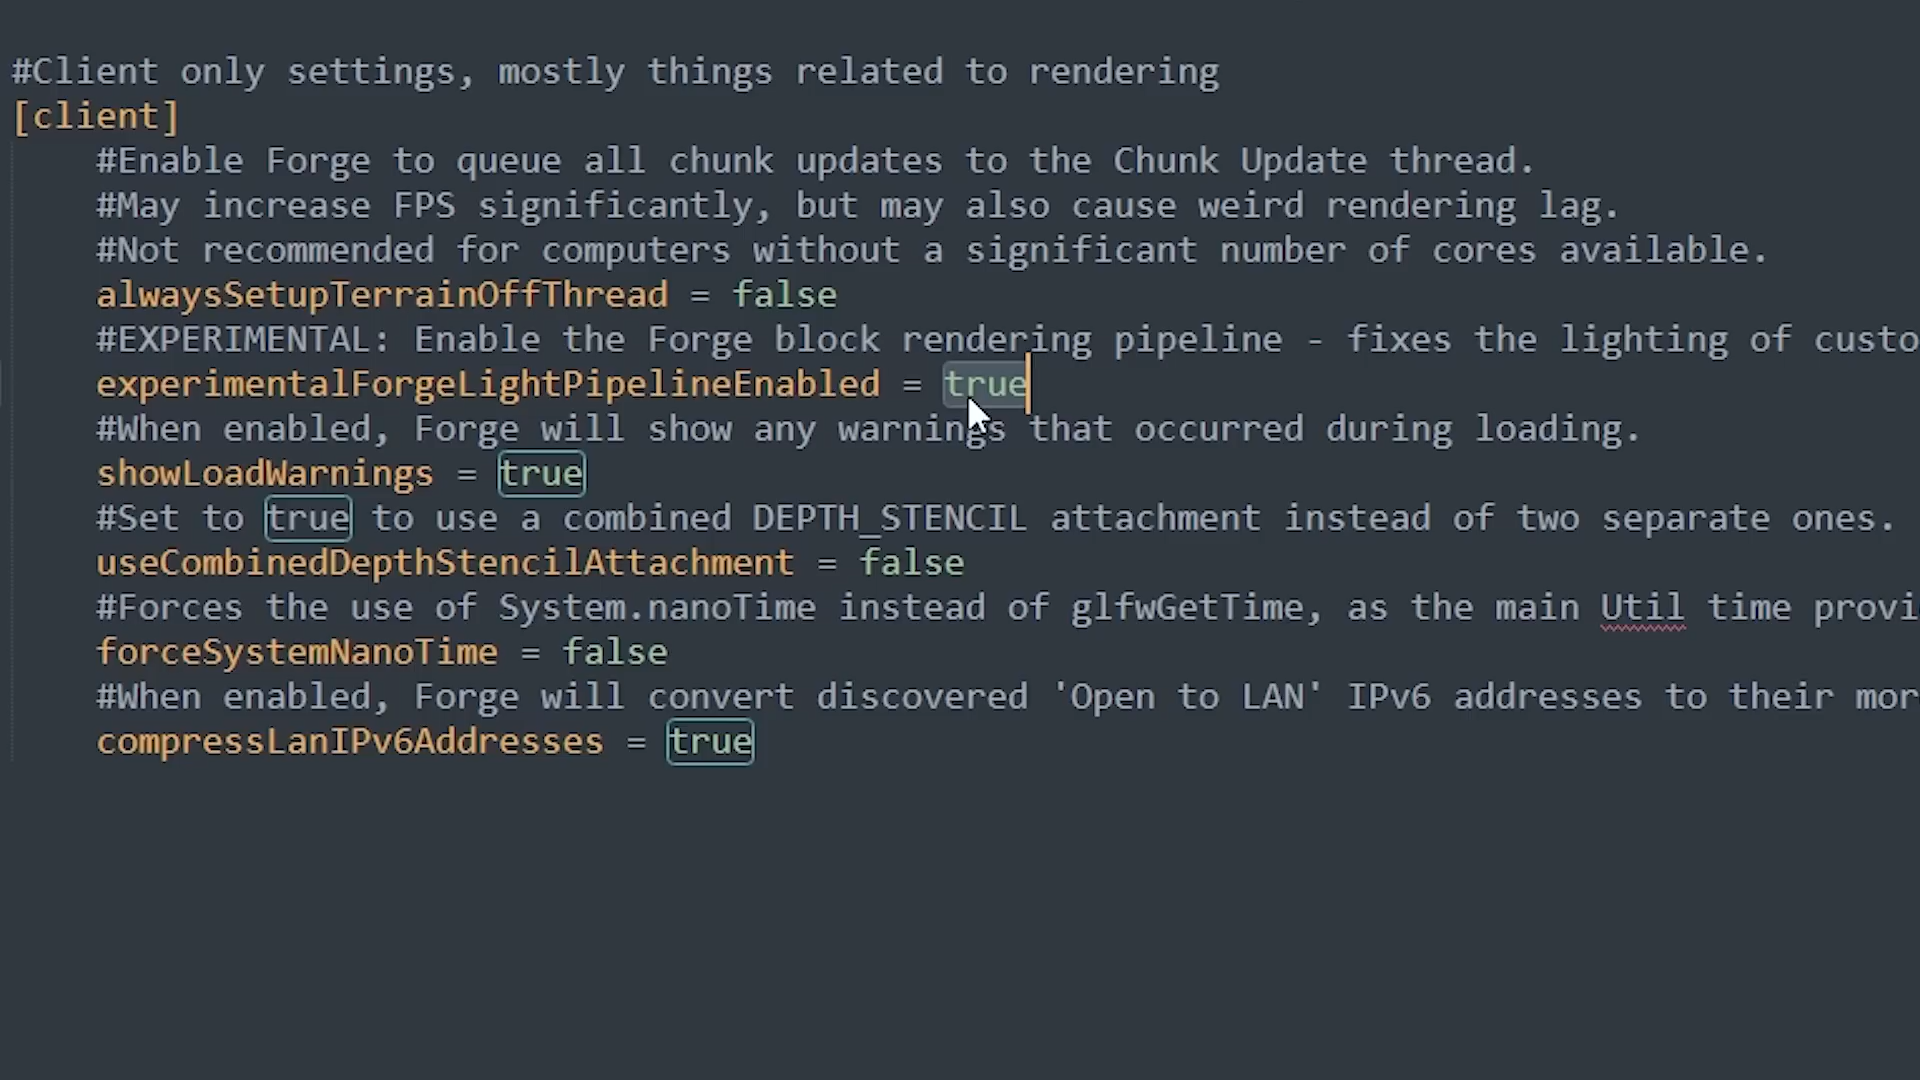 #Client only settings, mostly things related to rendering
[client]
#Enable Forge to queue all chunk updates to the Chunk Update thread.
#May increase FPS significantly, but may also cause weird rendering lag.
#Not recommended for computers without a significant number of cores available.
alwaysSetupTerrainOffThread = false
#EXPERIMENTAL: Enable the Forge block rendering pipeline - fixes the lighting of custo
experimentalForgeLightPipelineEnabled = true
#When enabled, Forge will show any warnings that occurred during loading.
showLoadWarnings = true
#Set to true to use a combined DEPTH_STENCIL attachment instead of two separate ones.
useCombinedDepthStencilAttachment = false
#Forces the use of System.nanoTime instead of glfwGetTime, as the main Util time provi
forceSystemNanoTime = false
#When enabled, Forge will convert discovered 'Open to LAN' IPv6 addresses to their mor
compressLanIPv6Addresses = true